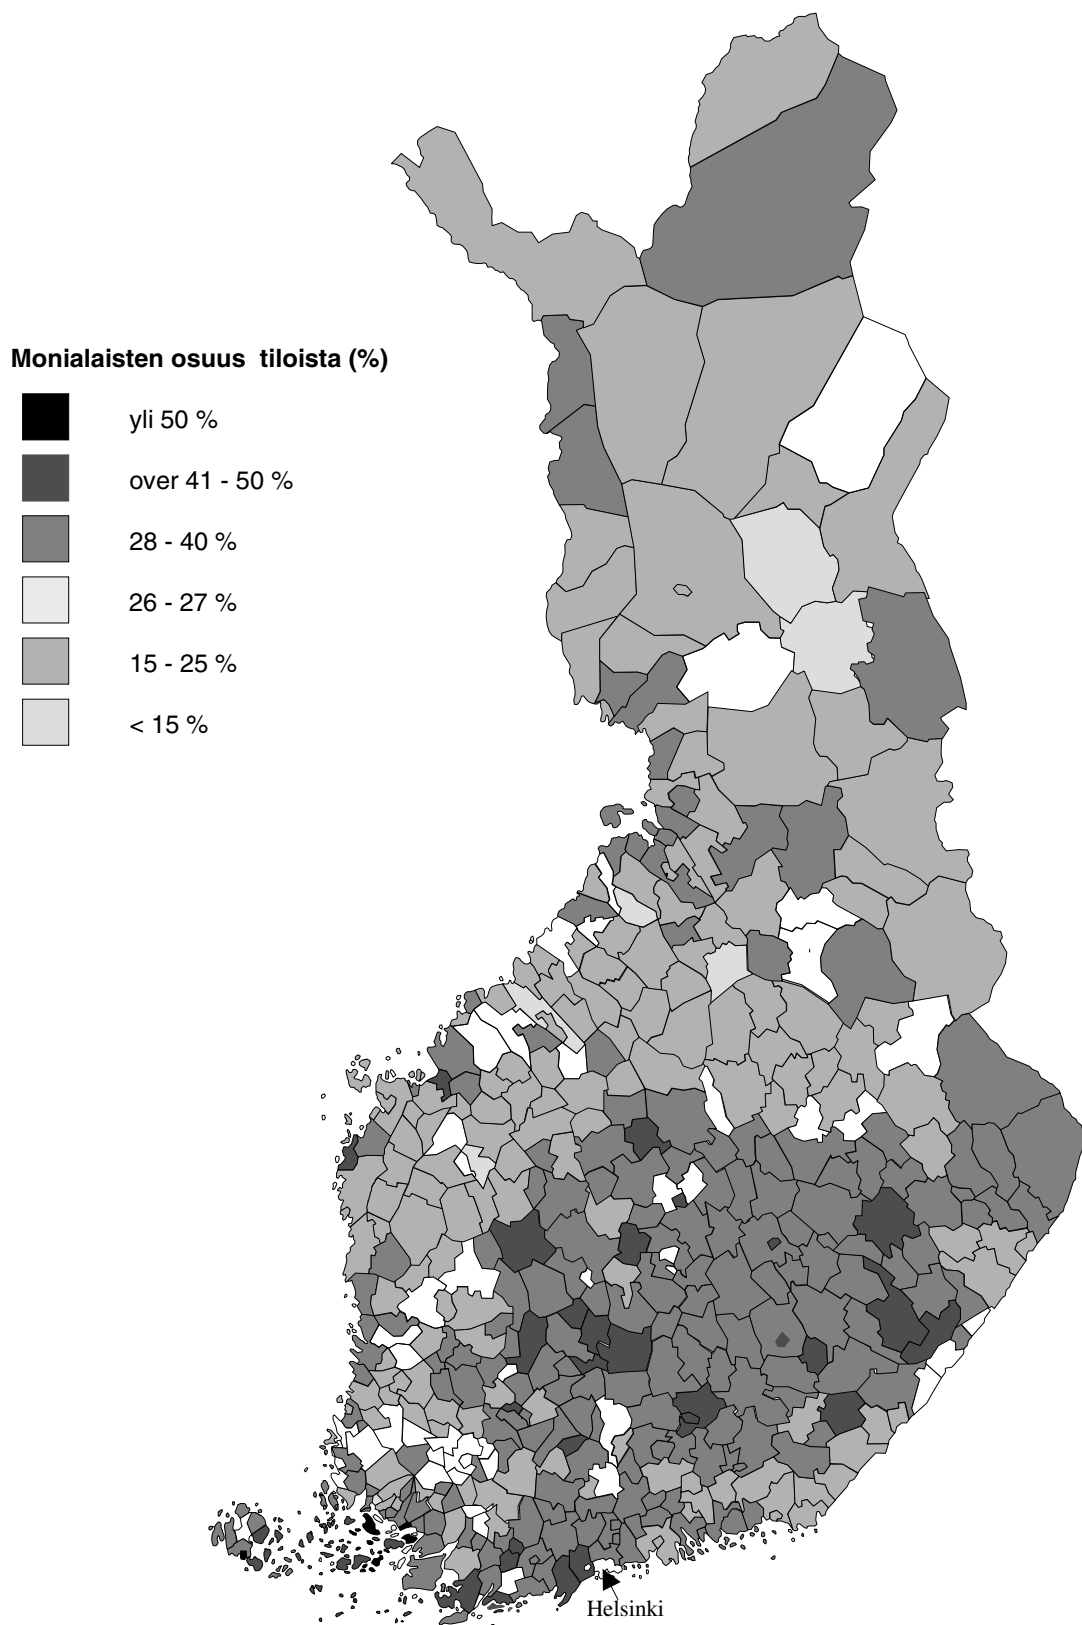 Monialaisten osuus tiloista (%)
yli 50 %
over 41 - 50 %
28 - 40 %
26 - 27 %
15 - 25 %
< 15 %
Helsinki